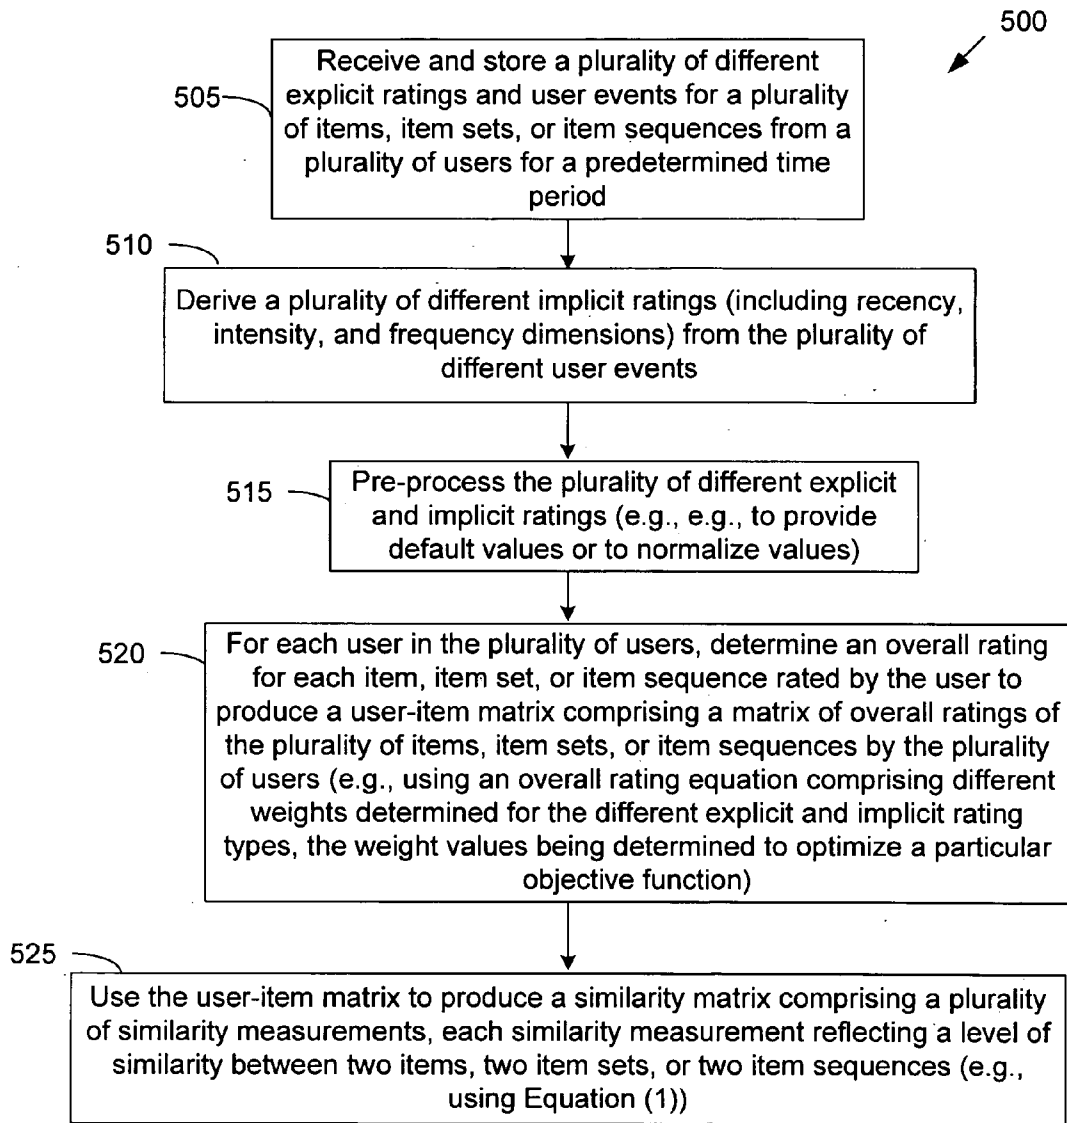 500
505
Receive and store a plurality of different
explicit ratings and user events for a plurality
of items, item sets, or item sequences from a
plurality of users for a predetermined time
period
510
Derive a plurality of different implicit ratings (including recency,
intensity, and frequency dimensions) from the plurality of
different user events
515
Pre-process the plurality of different explicit
and implicit ratings (e.g., e.g., to provide
default values or to normalize values)
520
For each user in the plurality of users, determine an overall rating
for each item, item set, or item sequence rated by the user to
produce a user-item matrix comprising a matrix of overall ratings of
the plurality of items, item sets, or item sequences by the plurality
of users (e.g., using an overall rating equation comprising different
weights determined for the different explicit and implicit rating
types, the weight values being determined to optimize a particular
objective function)
525
Use the user-item matrix to produce a similarity matrix comprising a plurality
of similarity measurements, each similarity measurement reflecting a level of
similarity between two items, two item sets, or two item sequences (e.g.,
using Equation (1))